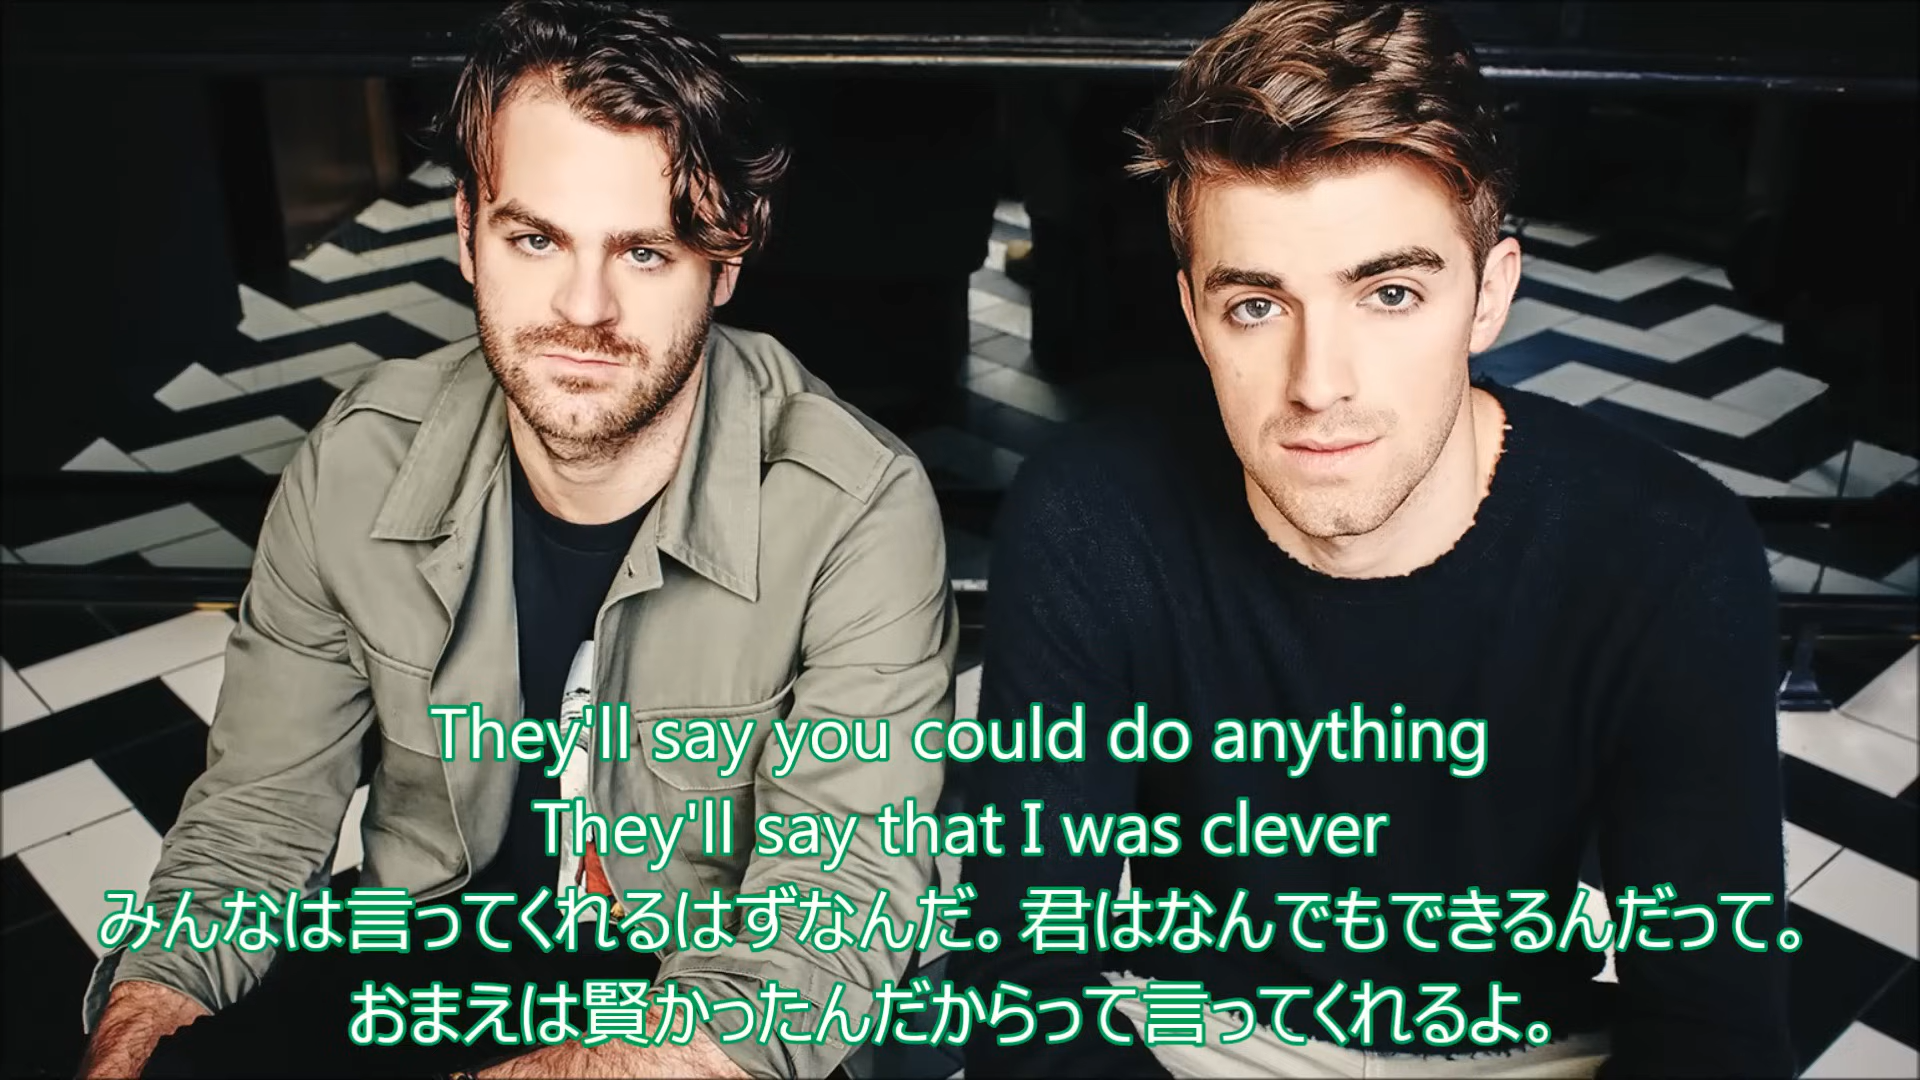 They'll say you could do anything
They'll say that I was clever
みんなは言ってくれるはずなんだ。君はなんでもできるんだって。
おまえは賢かったんだからって言ってくれるよ。